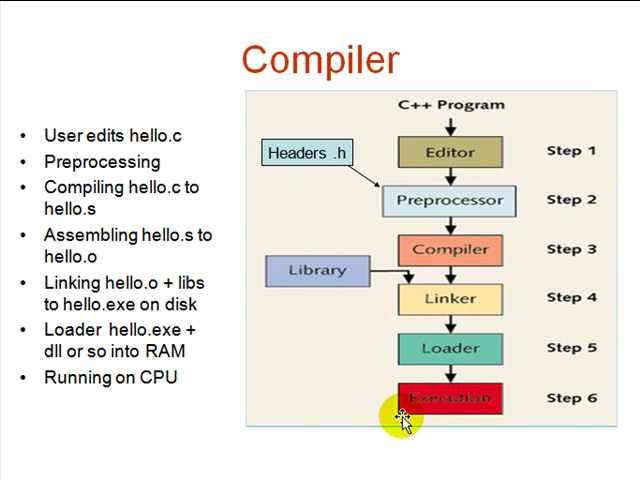 Compiler
• User edits hello.c
• Preprocessing
• Compiling hello.c to
hello.s
• Assembling hello.s to
hello.o
• Linking hello.o + libs
to hello.exe on disk
• Loader hello.exe +
dll or so into RAM
• Running on CPU
C++ Program
Editor Step 1
Headers .h
Preprocessor Step 2
Compiler Step 3
Library
Linker Step 4
Loader Step 5
Execution Step 6